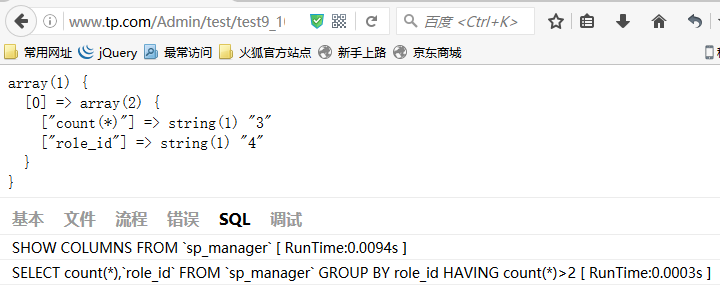 www.tp.com/Admin/test/test9_10
百度 <Ctrl+K>
常用网址 jQuery 最常访问 火狐官方站点 新手上路 京东商城
array(1) {
  [0] => array(2) {
    ["count(*)"] => string(1) "3"
    ["role_id"] => string(1) "4"
  }
}
基本 文件 流程 错误 SQL 调试
SHOW COLUMNS FROM `sp_manager` [ RunTime:0.0094s ]
SELECT count(*),`role_id` FROM `sp_manager` GROUP BY role_id HAVING count(*)>2 [ RunTime:0.0003s ]